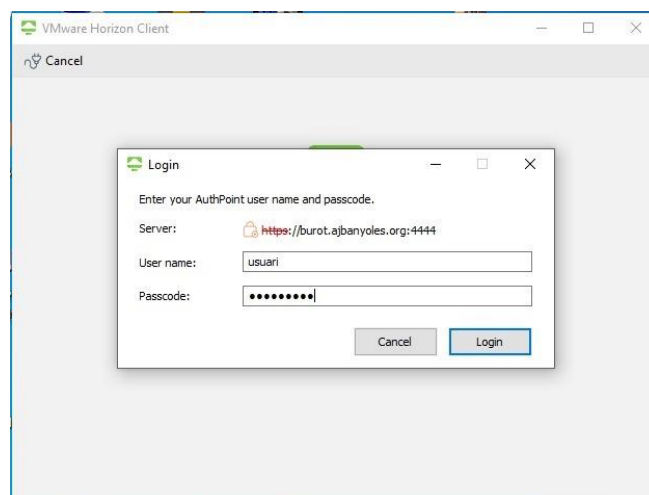 VMware Horizon Client
Cancel
Login
Enter your AuthPoint user name and passcode.
Server: https://burot.ajbanyoles.org:4444
User name: usuari
Passcode: •••••••••
Cancel Login